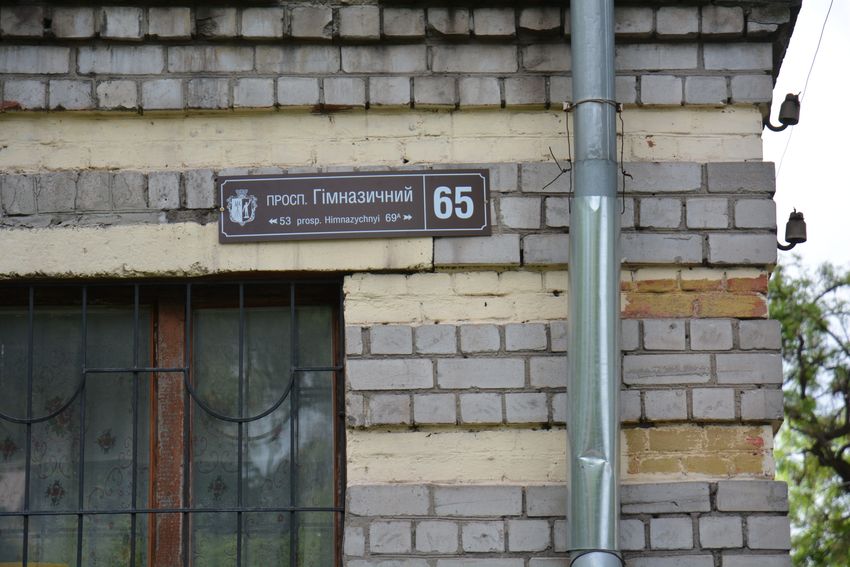 просп. Гімназичний 65
53 prosp. Himnazychnyi 69ᴬ